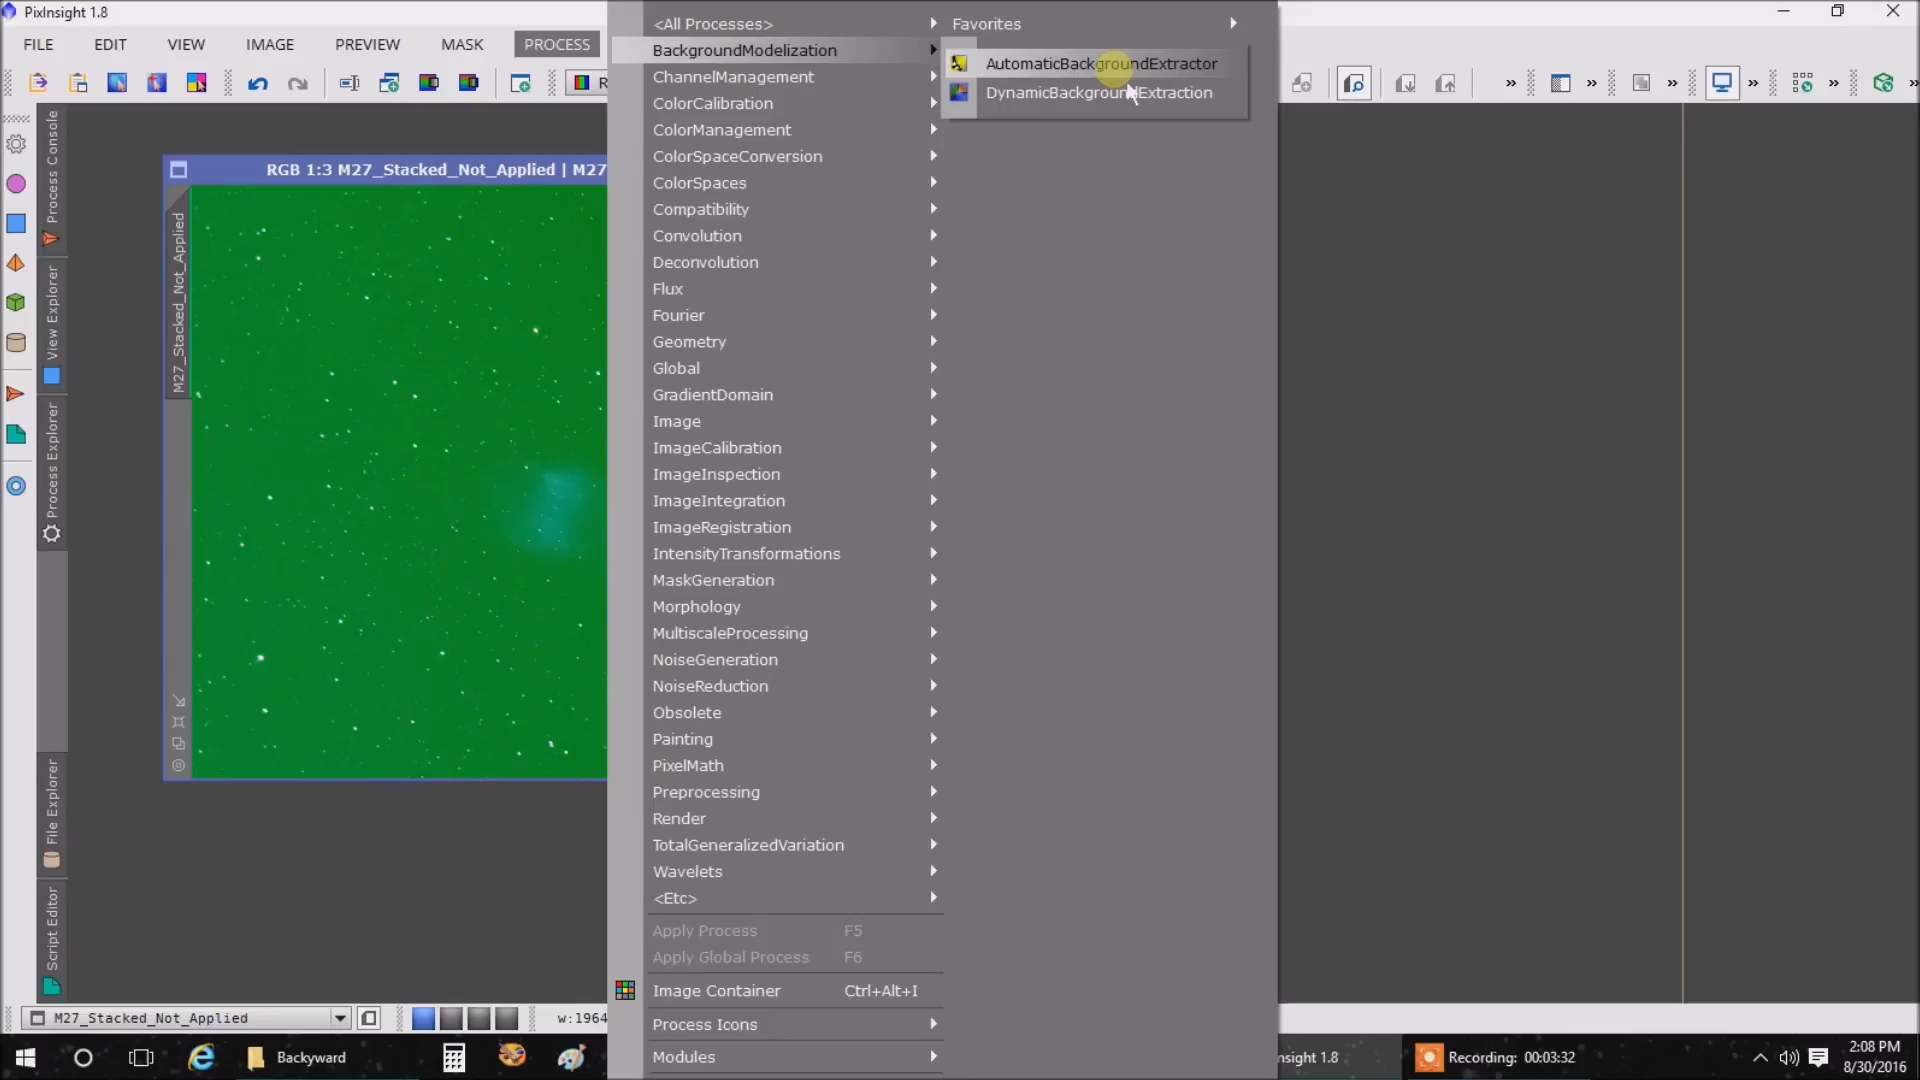 PixInsight 1.8
FILE
EDIT
VIEW
IMAGE
PREVIEW
MASK
PROCESS
R
»
»
»
»
»
»
Process Console
View Explorer
Process Explorer
File Explorer
Script Editor
RGB 1:3 M27_Stacked_Not_Applied | M27
M27_Stacked_Not_Applied
<All Processes>
BackgroundModelization
ChannelManagement
ColorCalibration
ColorManagement
ColorSpaceConversion
ColorSpaces
Compatibility
Convolution
Deconvolution
Flux
Fourier
Geometry
Global
GradientDomain
Image
ImageCalibration
ImageInspection
ImageIntegration
ImageRegistration
IntensityTransformations
MaskGeneration
Morphology
MultiscaleProcessing
NoiseGeneration
NoiseReduction
Obsolete
Painting
PixelMath
Preprocessing
Render
TotalGeneralizedVariation
Wavelets
<Etc>
Apply Process F5
Apply Global Process F6
Image Container Ctrl+Alt+I
Process Icons
Modules
Favorites
AutomaticBackgroundExtractor
DynamicBackgroundExtraction
M27_Stacked_Not_Applied
w:1964
Backyward
nsight 1.8
Recording: 00:03:32
2:08 PM
8/30/2016